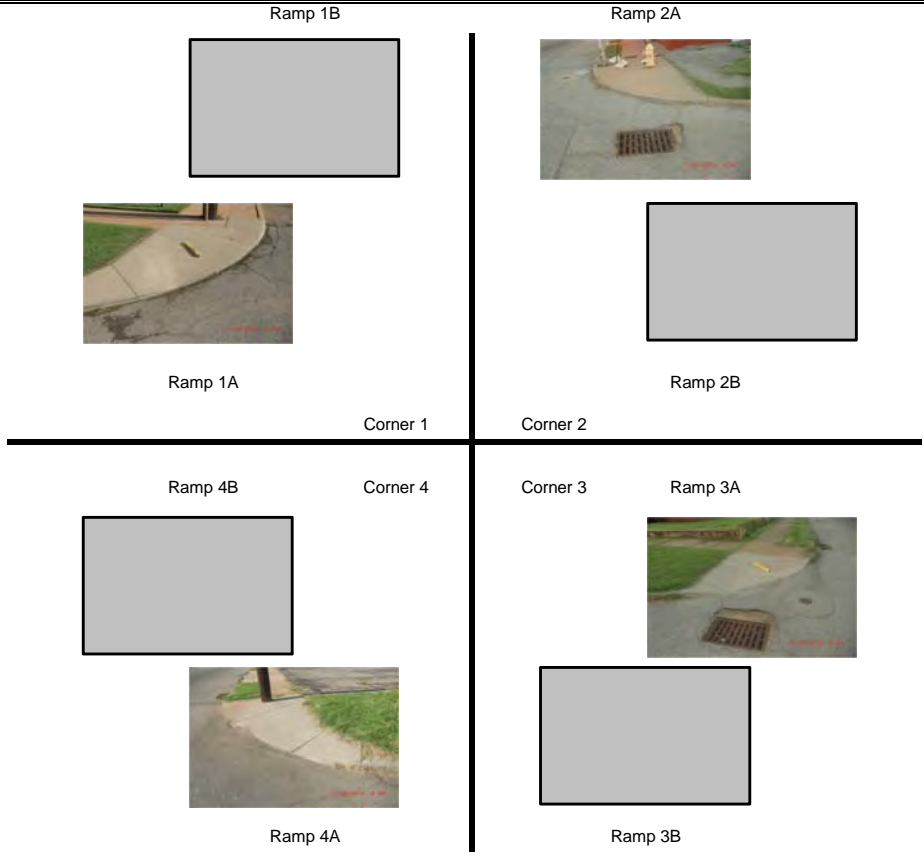 Ramp 1B
Ramp 2A
Ramp 1A
Ramp 2B
Corner 1
Corner 2
Ramp 4B
Corner 4
Corner 3
Ramp 3A
Ramp 4A
Ramp 3B